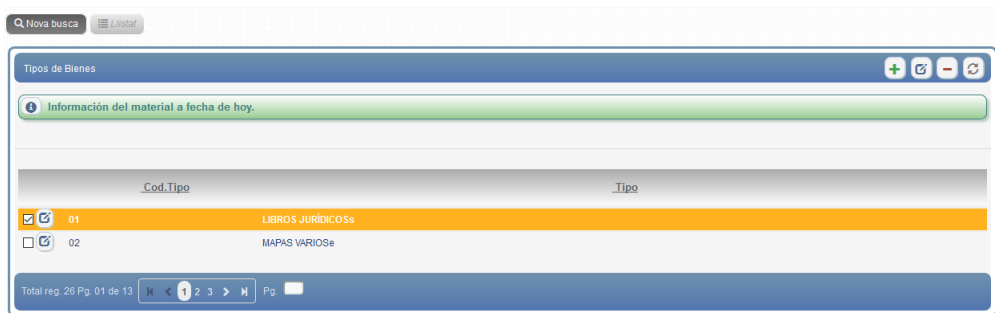 Nova busca Llistat
Tipos de Bienes
Información del material a fecha de hoy.
Cod.Tipo Tipo
01 LIBROS JURÍDICOSs
02 MAPAS VARIOSe
Total reg. 26 Pg. 01 de 13 1 2 3 Pg.